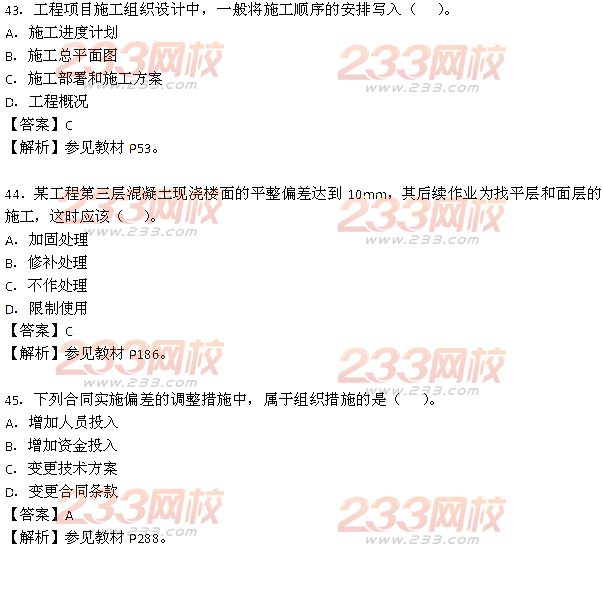 43．工程项目施工组织设计中，一般将施工顺序的安排写入（　）。
A．施工进度计划
B．施工总平面图
C．施工部署和施工方案
D．工程概况
【答案】C
【解析】参见教材 P53。
44．某工程第三层混凝土现浇楼面的平整偏差达到 10mm，其后续作业为找平层和面层的
施工，这时应该（　）。
A．加固处理
B．修补处理
C．不作处理
D．限制使用
【答案】C
【解析】参见教材 P186。
45．下列合同实施偏差的调整措施中，属于组织措施的是（　）。
A．增加人员投入
B．增加资金投入
C．变更技术方案
D．变更合同条款
【答案】A
【解析】参见教材 P288。
233网校
www.233.com